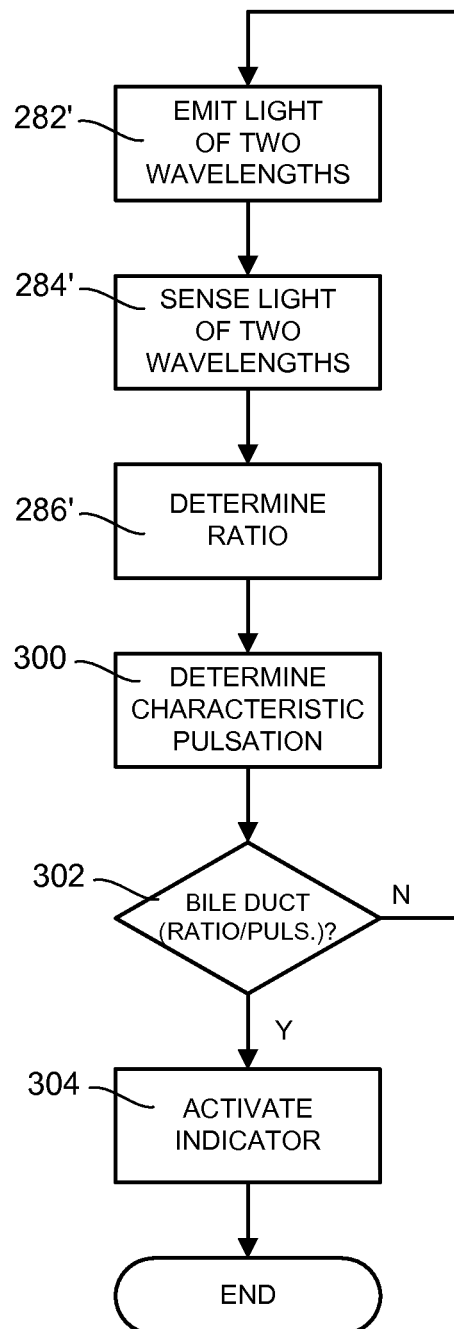 282'
EMIT LIGHT
OF TWO
WAVELENGTHS
284'
SENSE LIGHT
OF TWO
WAVELENGTHS
286'
DETERMINE
RATIO
300
DETERMINE
CHARACTERISTIC
PULSATION
302
BILE DUCT
(RATIO/PULS.)?
N
Y
304
ACTIVATE
INDICATOR
END